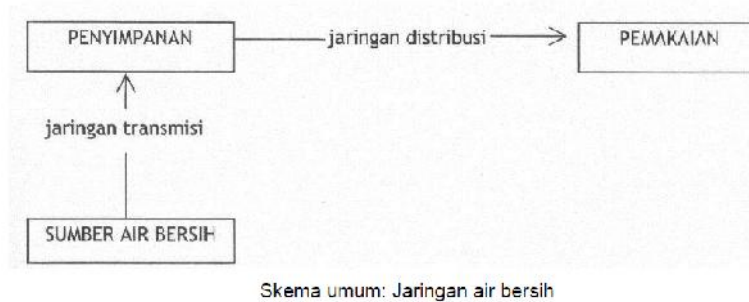 PENYIMPANAN
jaringan distribusi
PEMAKAIAN
jaringan transmisi
SUMBER AIR BERSIH
Skema umum: Jaringan air bersih